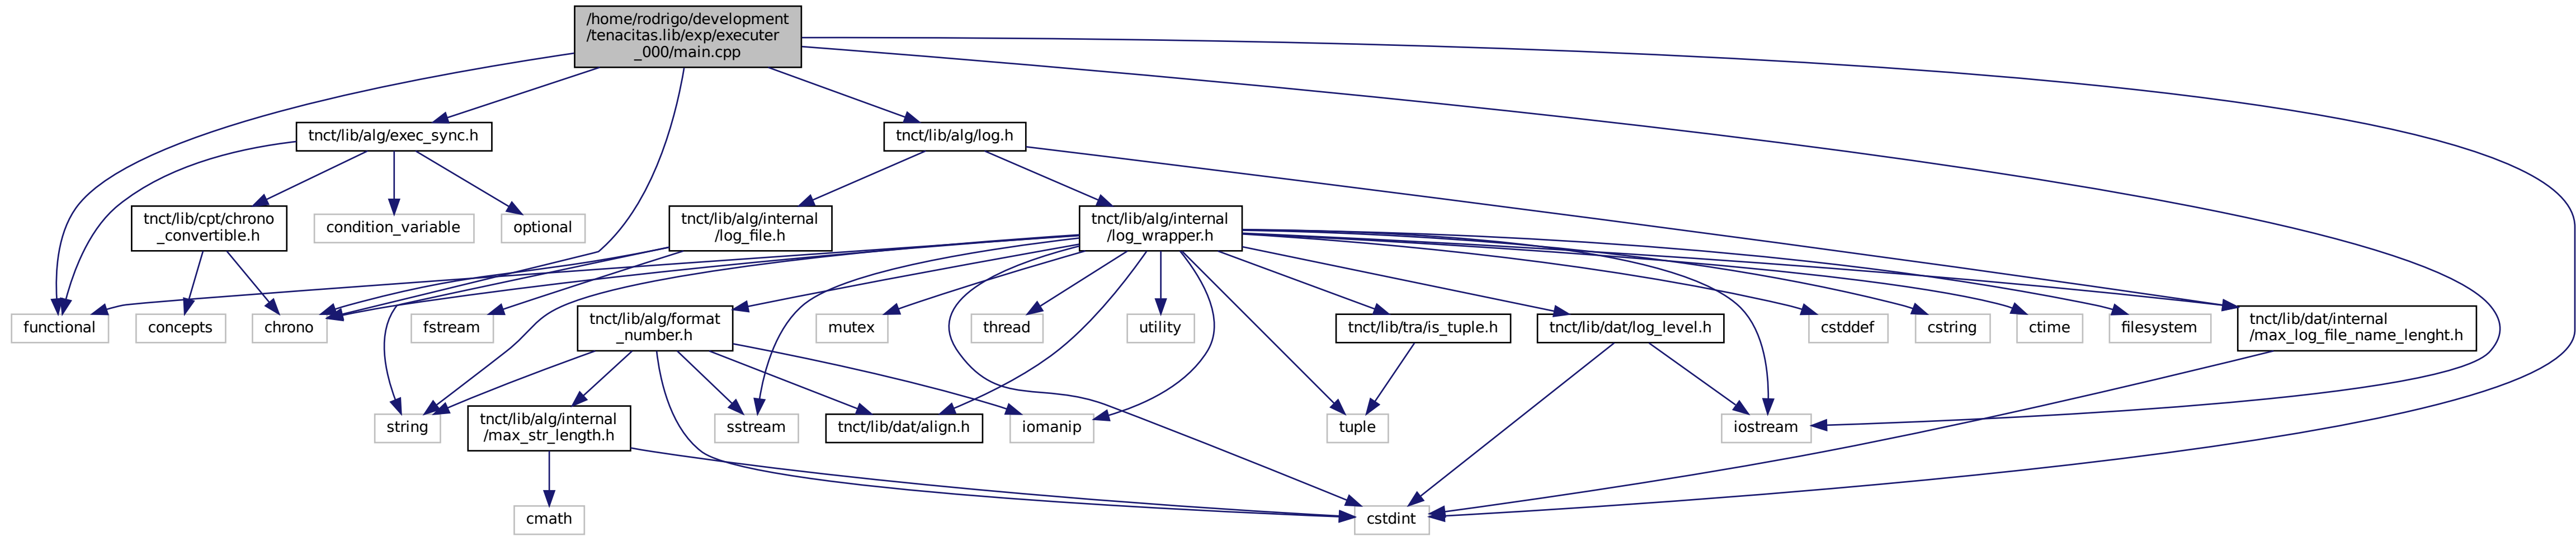 /home/rodrigo/development
/tenacitas.lib/exp/executer
_000/main.cpp
tnct/lib/alg/exec_sync.h
tnct/lib/alg/log.h
tnct/lib/cpt/chrono
_convertible.h
condition_variable
optional
tnct/lib/alg/internal
/log_file.h
tnct/lib/alg/internal
/log_wrapper.h
functional
concepts
chrono
fstream
tnct/lib/alg/format
_number.h
mutex
thread
utility
tnct/lib/tra/is_tuple.h
tnct/lib/dat/log_level.h
cstddef
cstring
ctime
filesystem
tnct/lib/dat/internal
/max_log_file_name_lenght.h
string
tnct/lib/alg/internal
/max_str_length.h
sstream
tnct/lib/dat/align.h
iomanip
tuple
iostream
cmath
cstdint